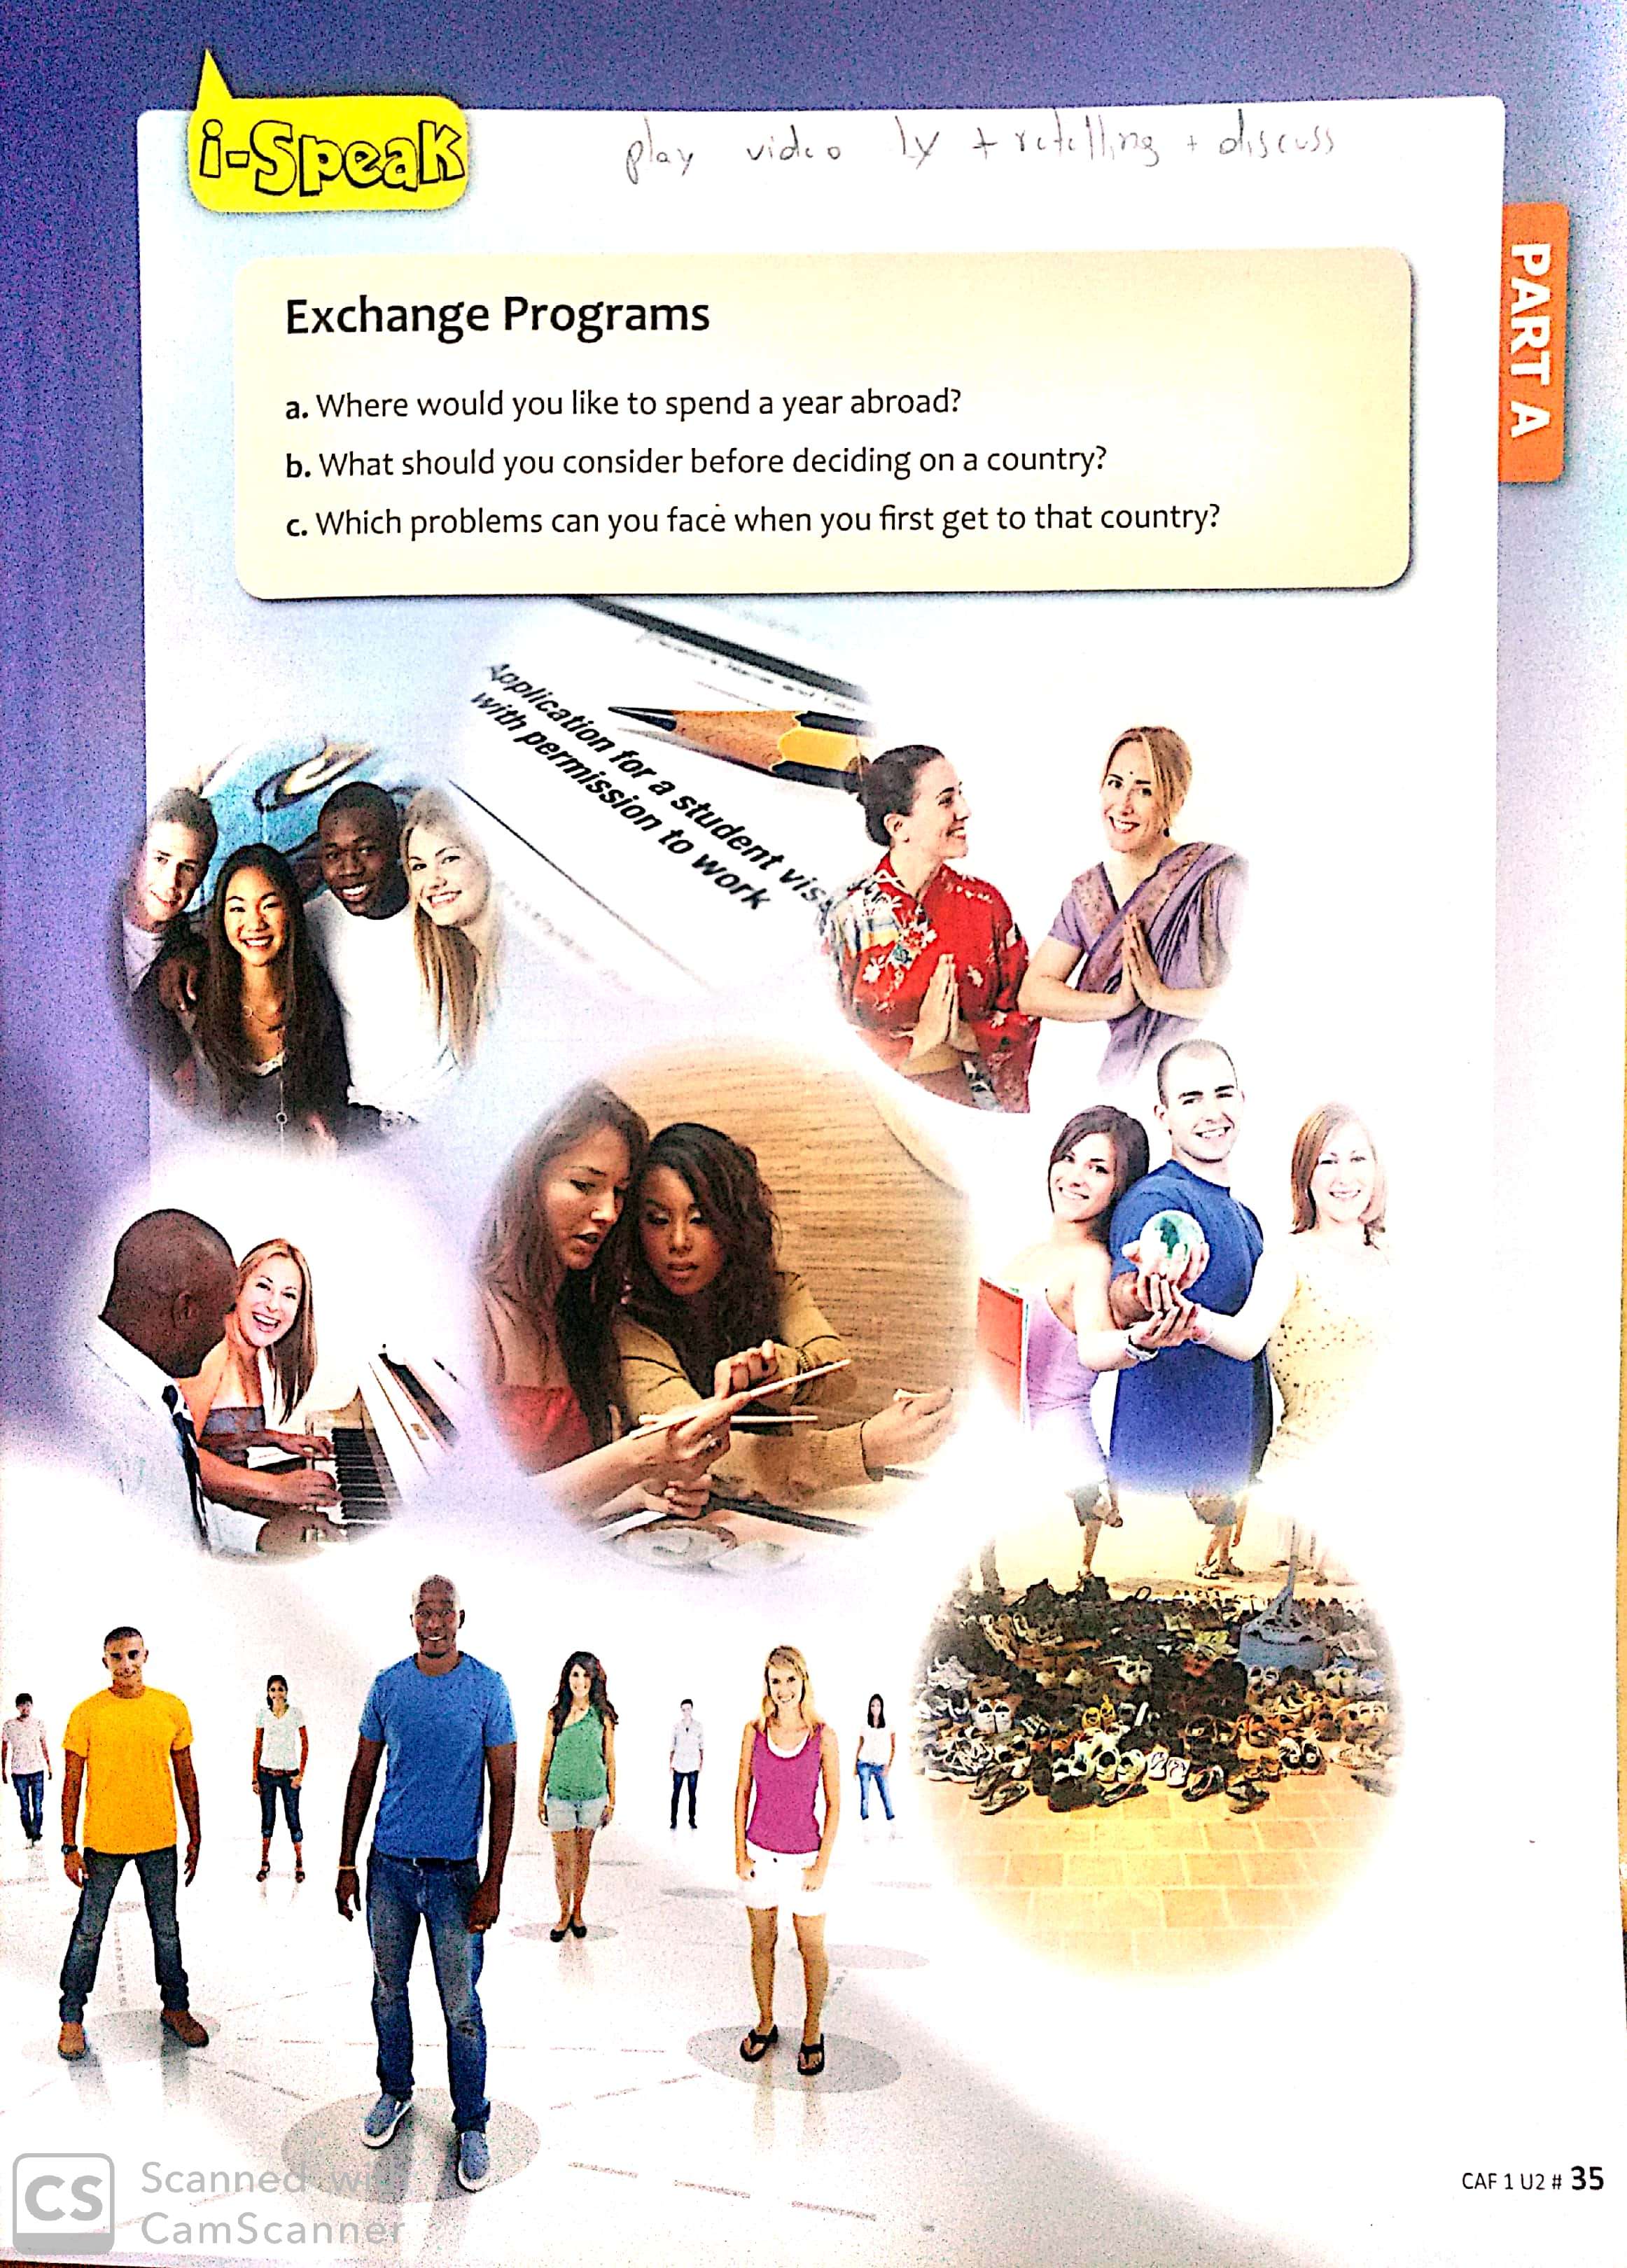 i-Speak
play video 1x + retelling + discuss
PART A
Exchange Programs
a. Where would you like to spend a year abroad?
b. What should you consider before deciding on a country?
c. Which problems can you face when you first get to that country?
Application for a student visa
with permission to work
CAF 1 U2 # 35
CS Scanned with
CamScanner